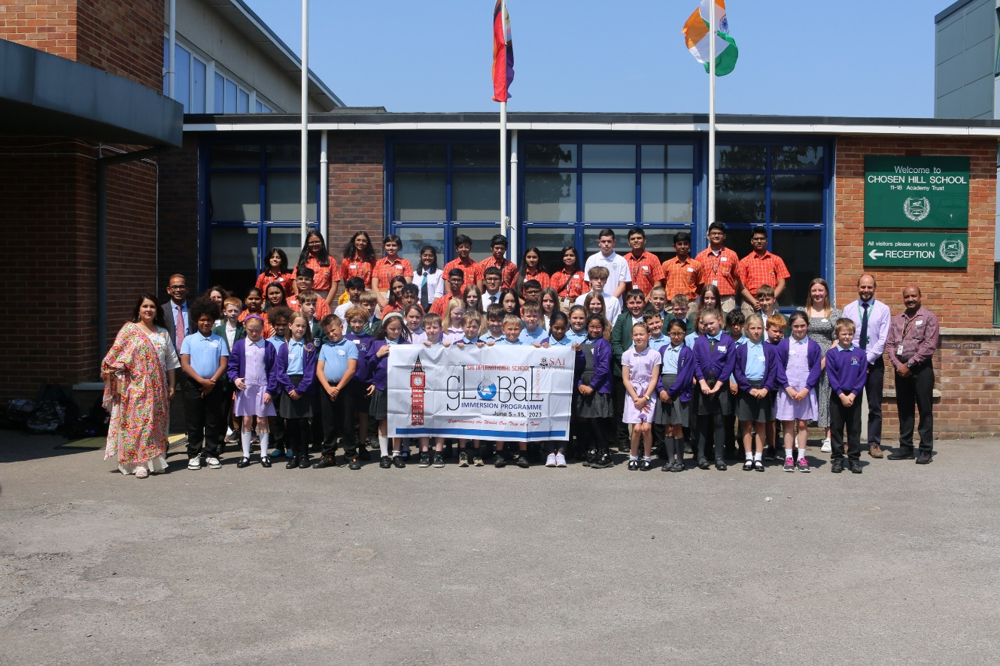 Welcome to
CHOSEN HILL SCHOOL
11-18 Academy Trust
All visitors please report to
RECEPTION
SAI INTERNATIONAL SCHOOL
SAI
gLOBaL
IMMERSION PROGRAMME
June 5 - 15, 2023
"Experiencing the World One Trip at a Time"